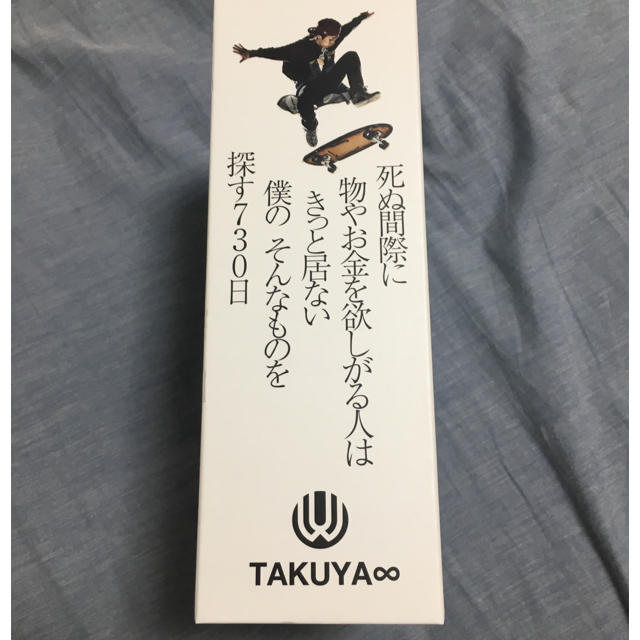 死ぬ間際に
物やお金を欲しがる人は
きっと居ない
僕の そんなものを
探す730日
TAKUYA∞